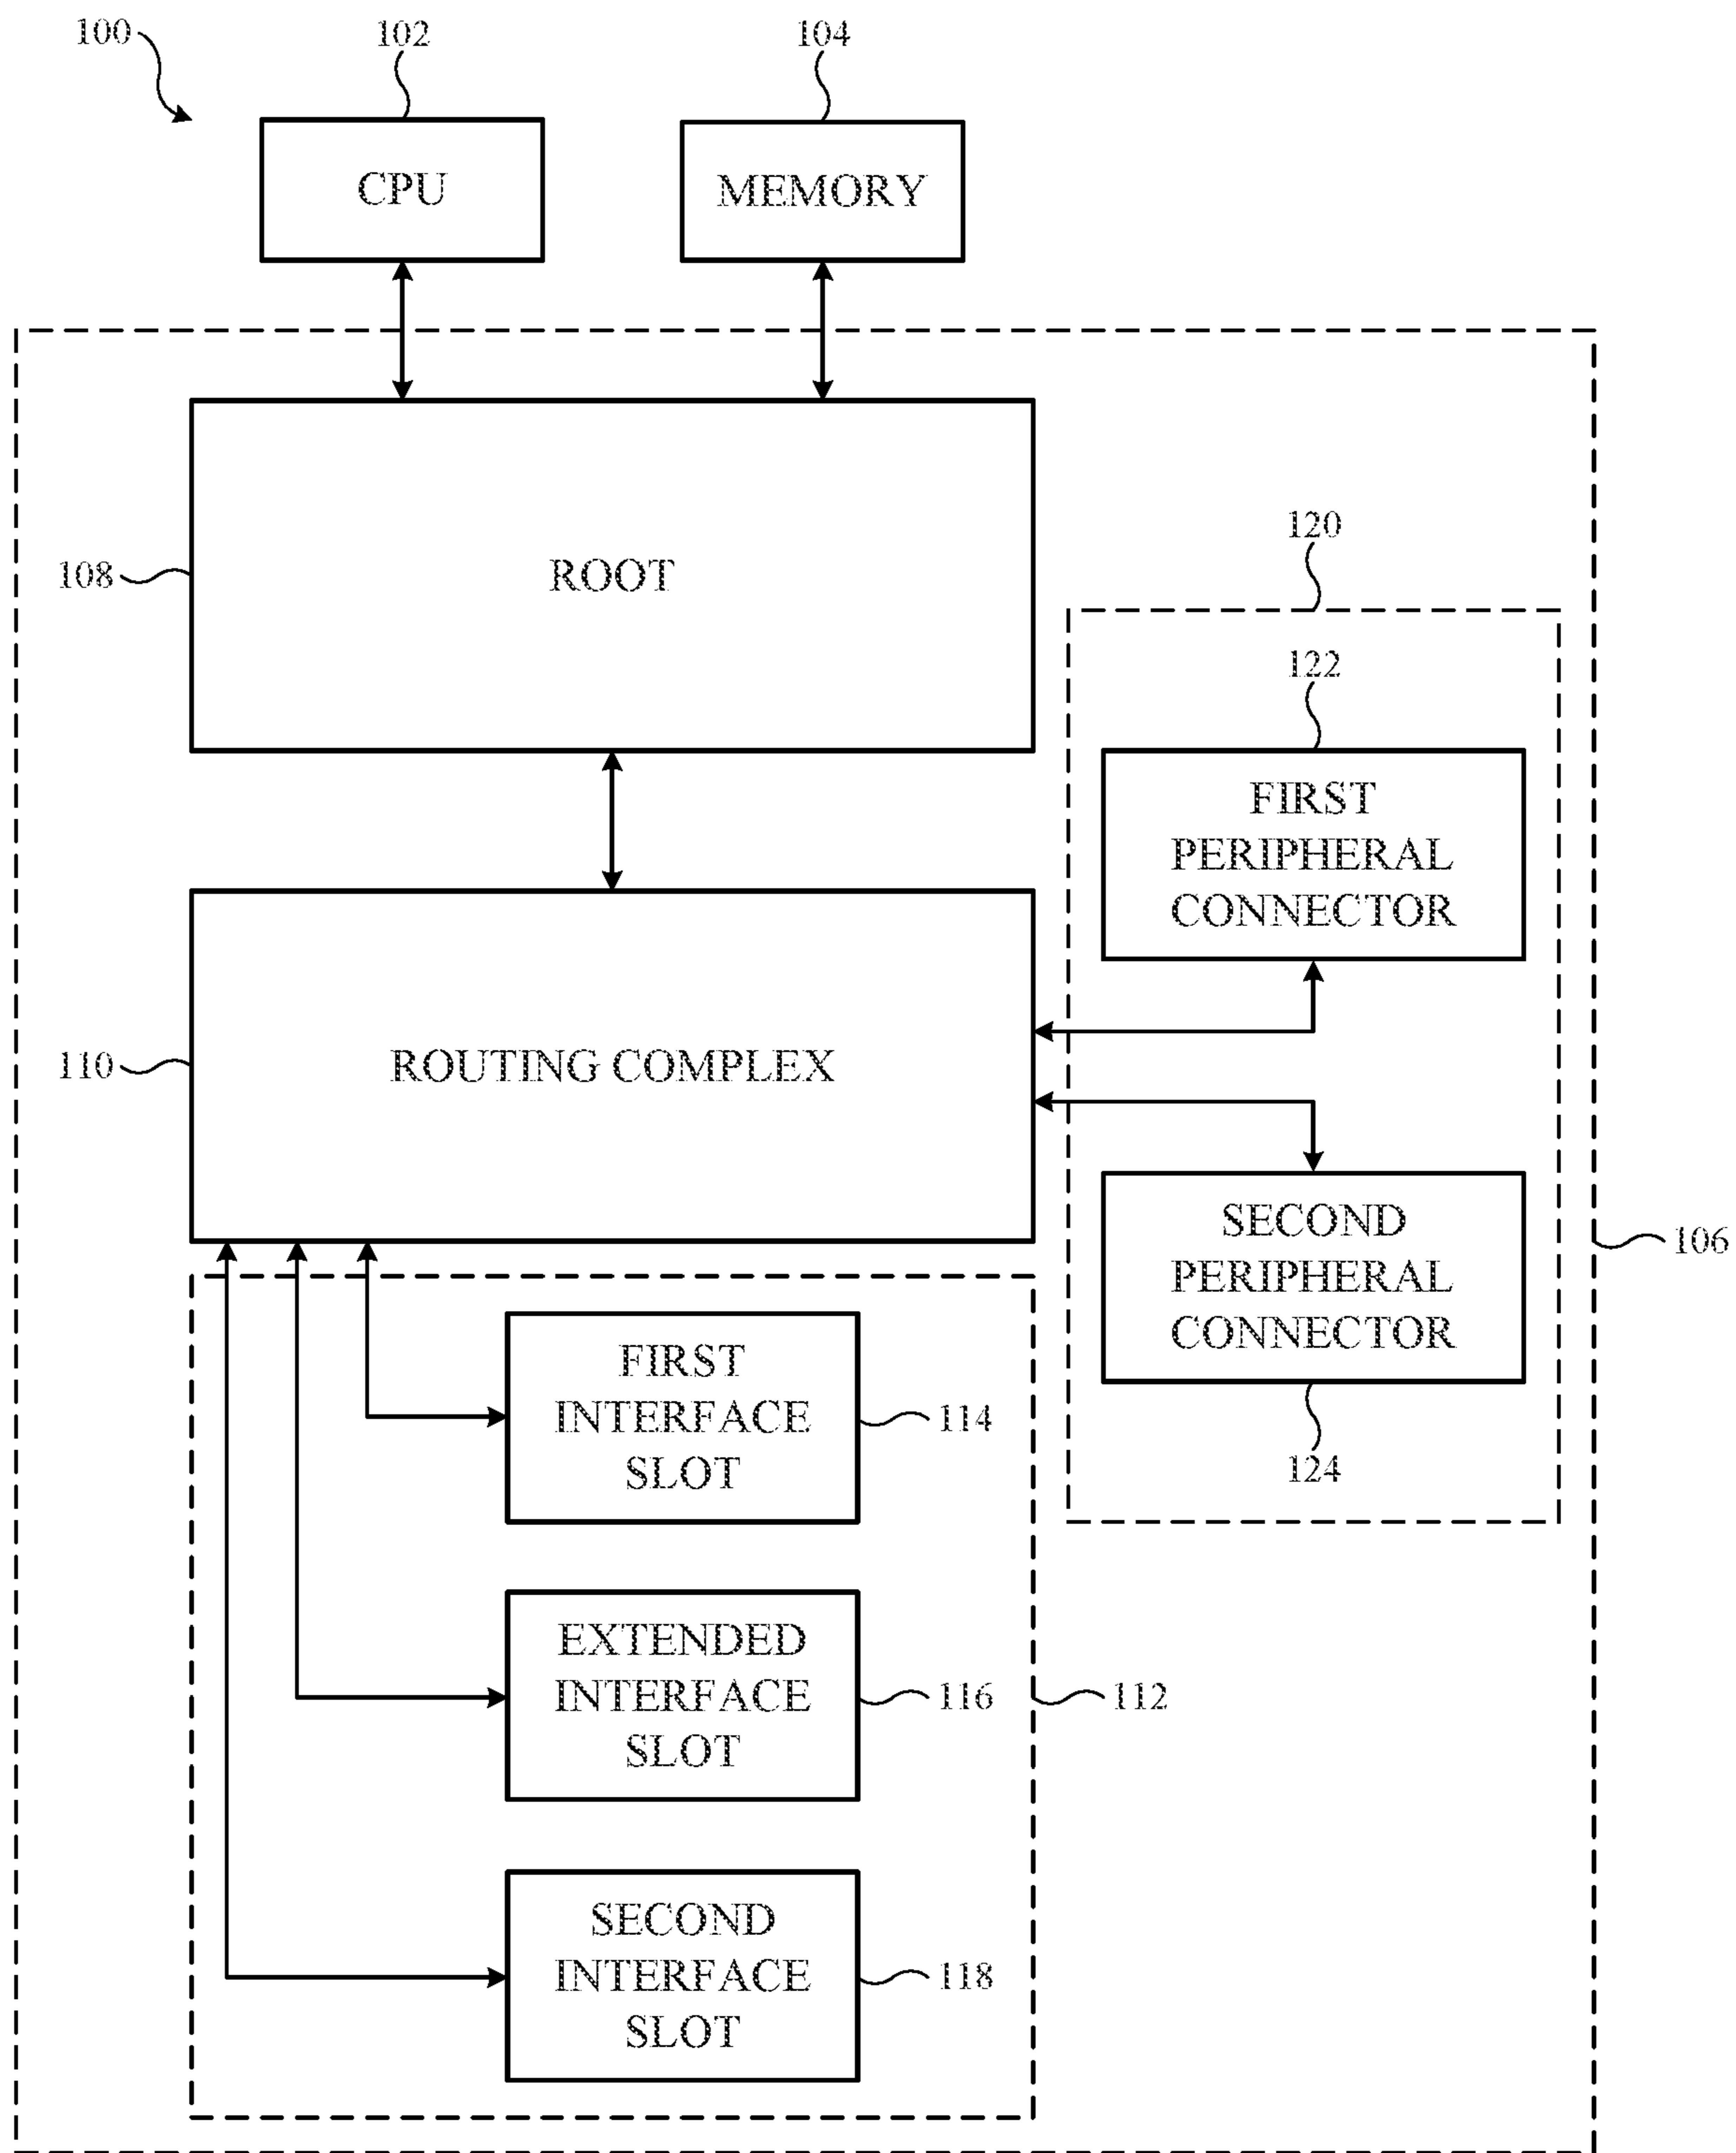 100
102
104
CPU
MEMORY
108
ROOT
120
122
FIRST
PERIPHERAL
CONNECTOR
110
ROUTING COMPLEX
SECOND
PERIPHERAL
CONNECTOR
106
124
FIRST
INTERFACE
SLOT
114
EXTENDED
INTERFACE
SLOT
116
112
SECOND
INTERFACE
SLOT
118